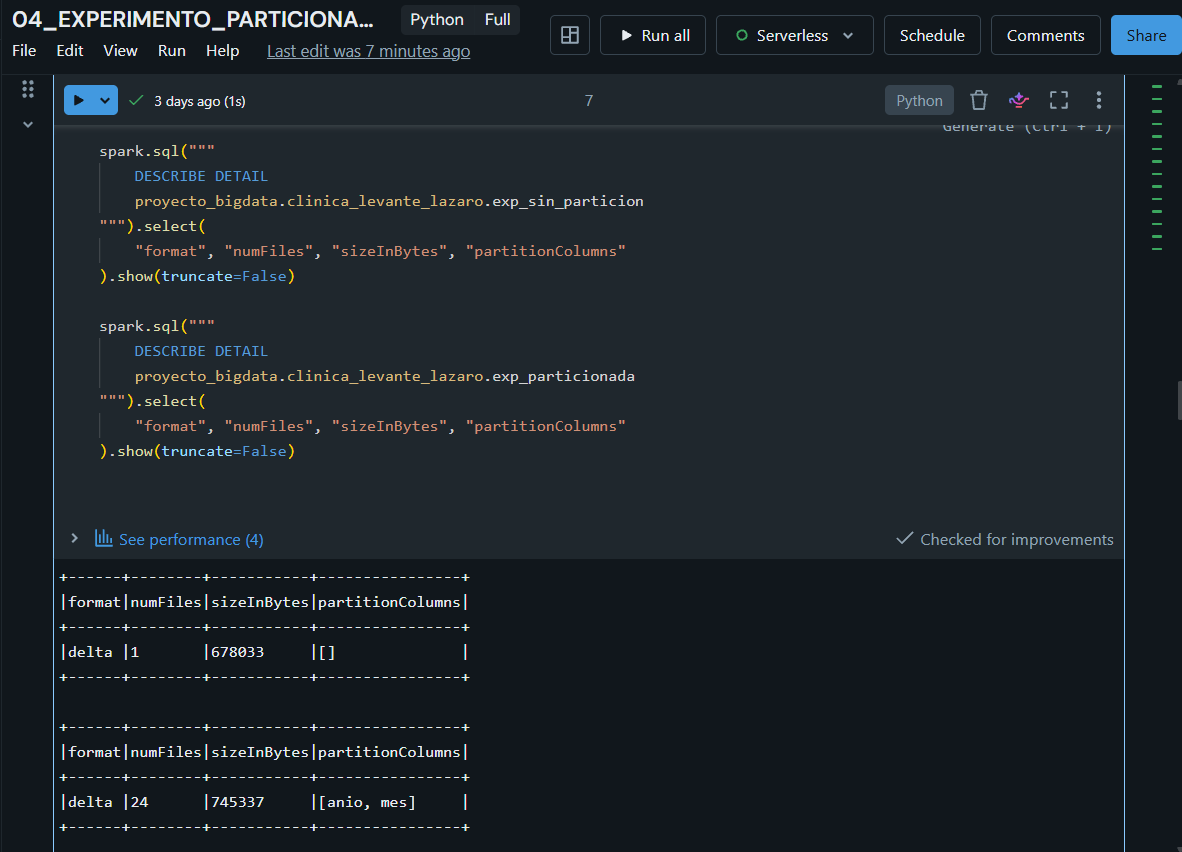 04_EXPERIMENTO_PARTICIONA... Python Full
File Edit View Run Help Last edit was 7 minutes ago
Run all Serverless Schedule Comments Share
3 days ago (1s) 7 Python
Generate (Ctrl + I)
spark.sql("""
DESCRIBE DETAIL
proyecto_bigdata.clinica_levante_lazaro.exp_sin_particion
""").select(
"format", "numFiles", "sizeInBytes", "partitionColumns"
).show(truncate=False)
spark.sql("""
DESCRIBE DETAIL
proyecto_bigdata.clinica_levante_lazaro.exp_particionada
""").select(
"format", "numFiles", "sizeInBytes", "partitionColumns"
).show(truncate=False)
See performance (4) Checked for improvements
+------+--------+-----------+----------------+
|format|numFiles|sizeInBytes|partitionColumns|
+------+--------+-----------+----------------+
|delta |1       |678033     |[]              |
+------+--------+-----------+----------------+
+------+--------+-----------+----------------+
|format|numFiles|sizeInBytes|partitionColumns|
+------+--------+-----------+----------------+
|delta |24      |745337     |[anio, mes]     |
+------+--------+-----------+----------------+